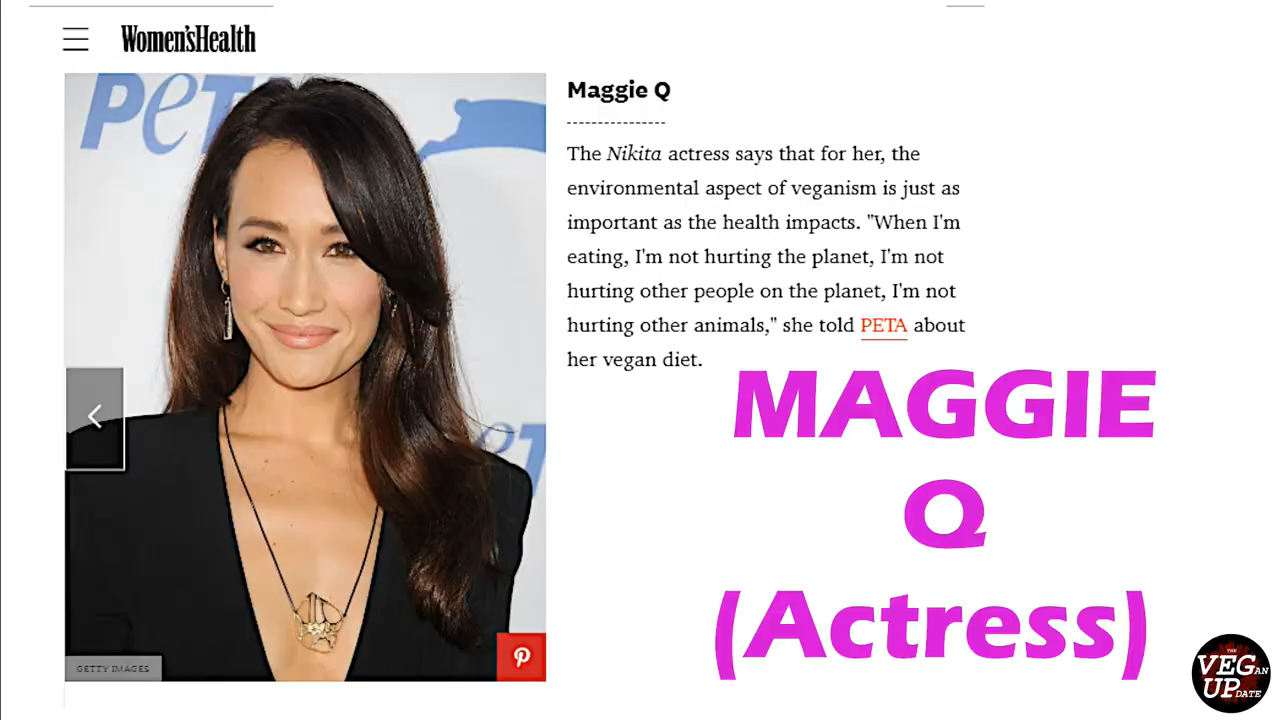 Women'sHealth
PETA
Maggie Q
The Nikita actress says that for her, the
environmental aspect of veganism is just as
important as the health impacts. "When I'm
eating, I'm not hurting the planet, I'm not
hurting other people on the planet, I'm not
hurting other animals," she told PETA about
her vegan diet.
MAGGIE
Q
(Actress)
GETTY IMAGES
THE
VEGAN
UPDATE